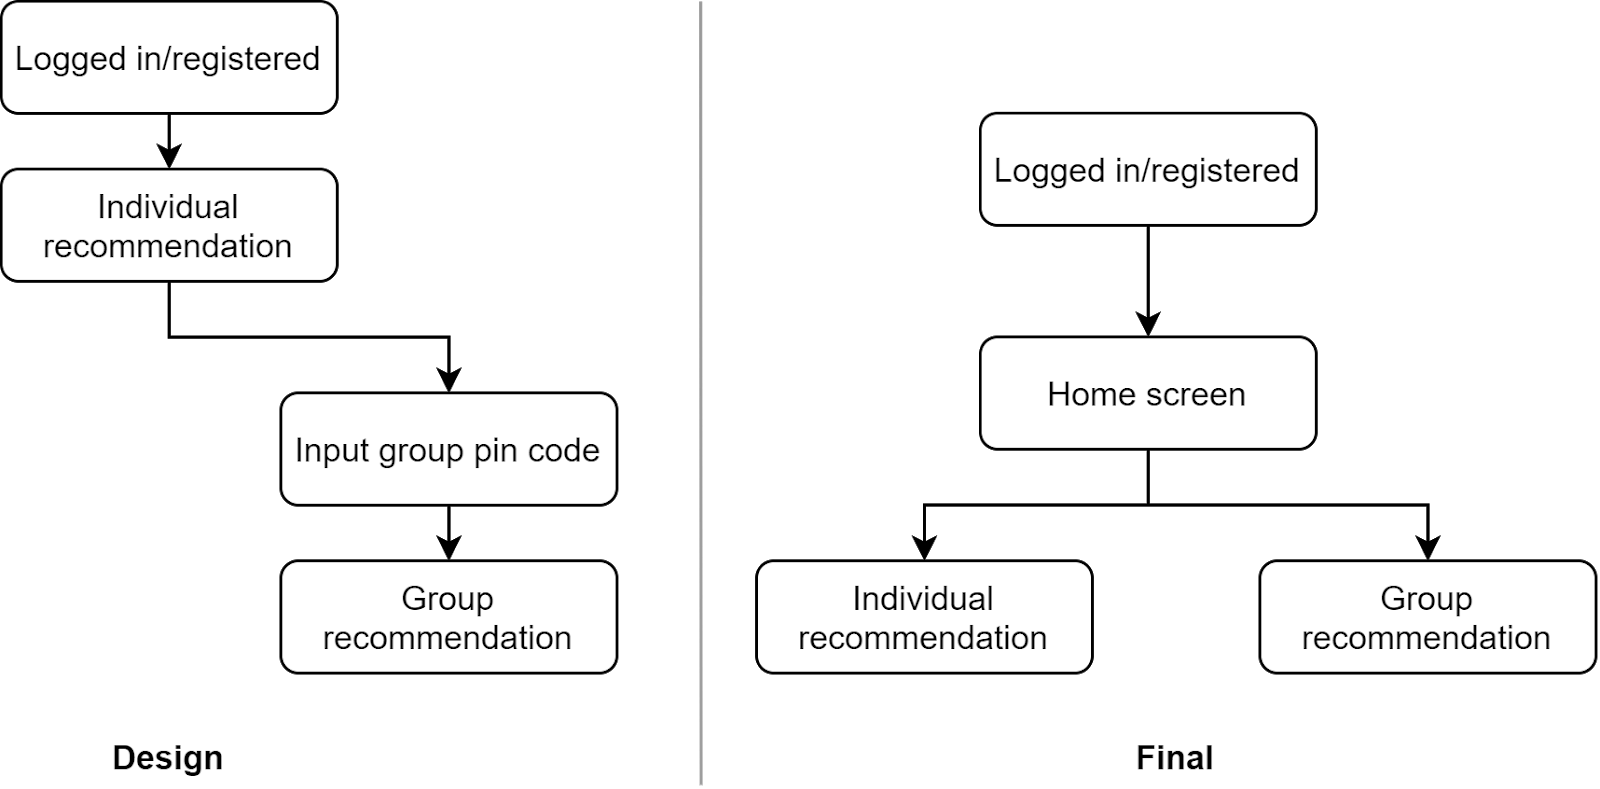 Logged in/registered
Individual
recommendation
Input group pin code
Group
recommendation
Design
Logged in/registered
Home screen
Individual
recommendation
Group
recommendation
Final